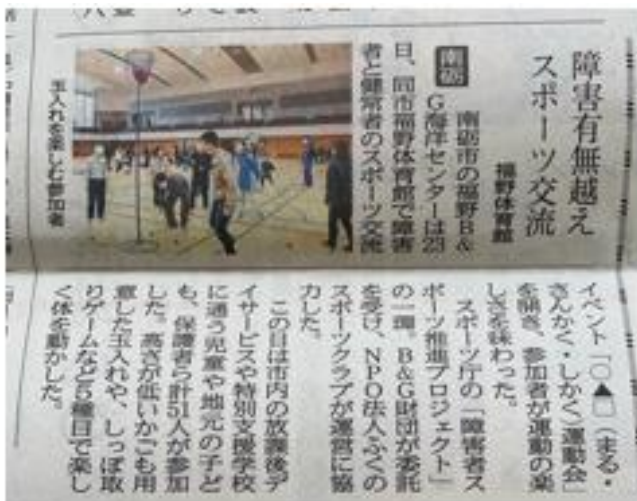 障害有無越え
スポーツ交流
福野体育館
南砺
南砺市の福野B&
G海洋センターは23
日、同市福野体育館で障害
者と健常者のスポーツ交流
玉入れを楽しむ参加者
イベント「○▲□(まる・
さんかく・しかく)運動会」
を開き、参加者が運動の楽
しさを味わった。
スポーツ庁の「障害者ス
ポーツ推進プロジェクト」
の一環。B&G財団が委託
を受け、NPO法人ふくの
スポーツクラブが運営に協
力した。
この日は市内の放課後デ
イサービスや特別支援学校
に通う児童や地元の子ど
も、保護者ら計51人が参加
した。高さが低いかごも用
意した玉入れや、しっぽ取
りゲームなど5種目で楽し
く体を動かした。